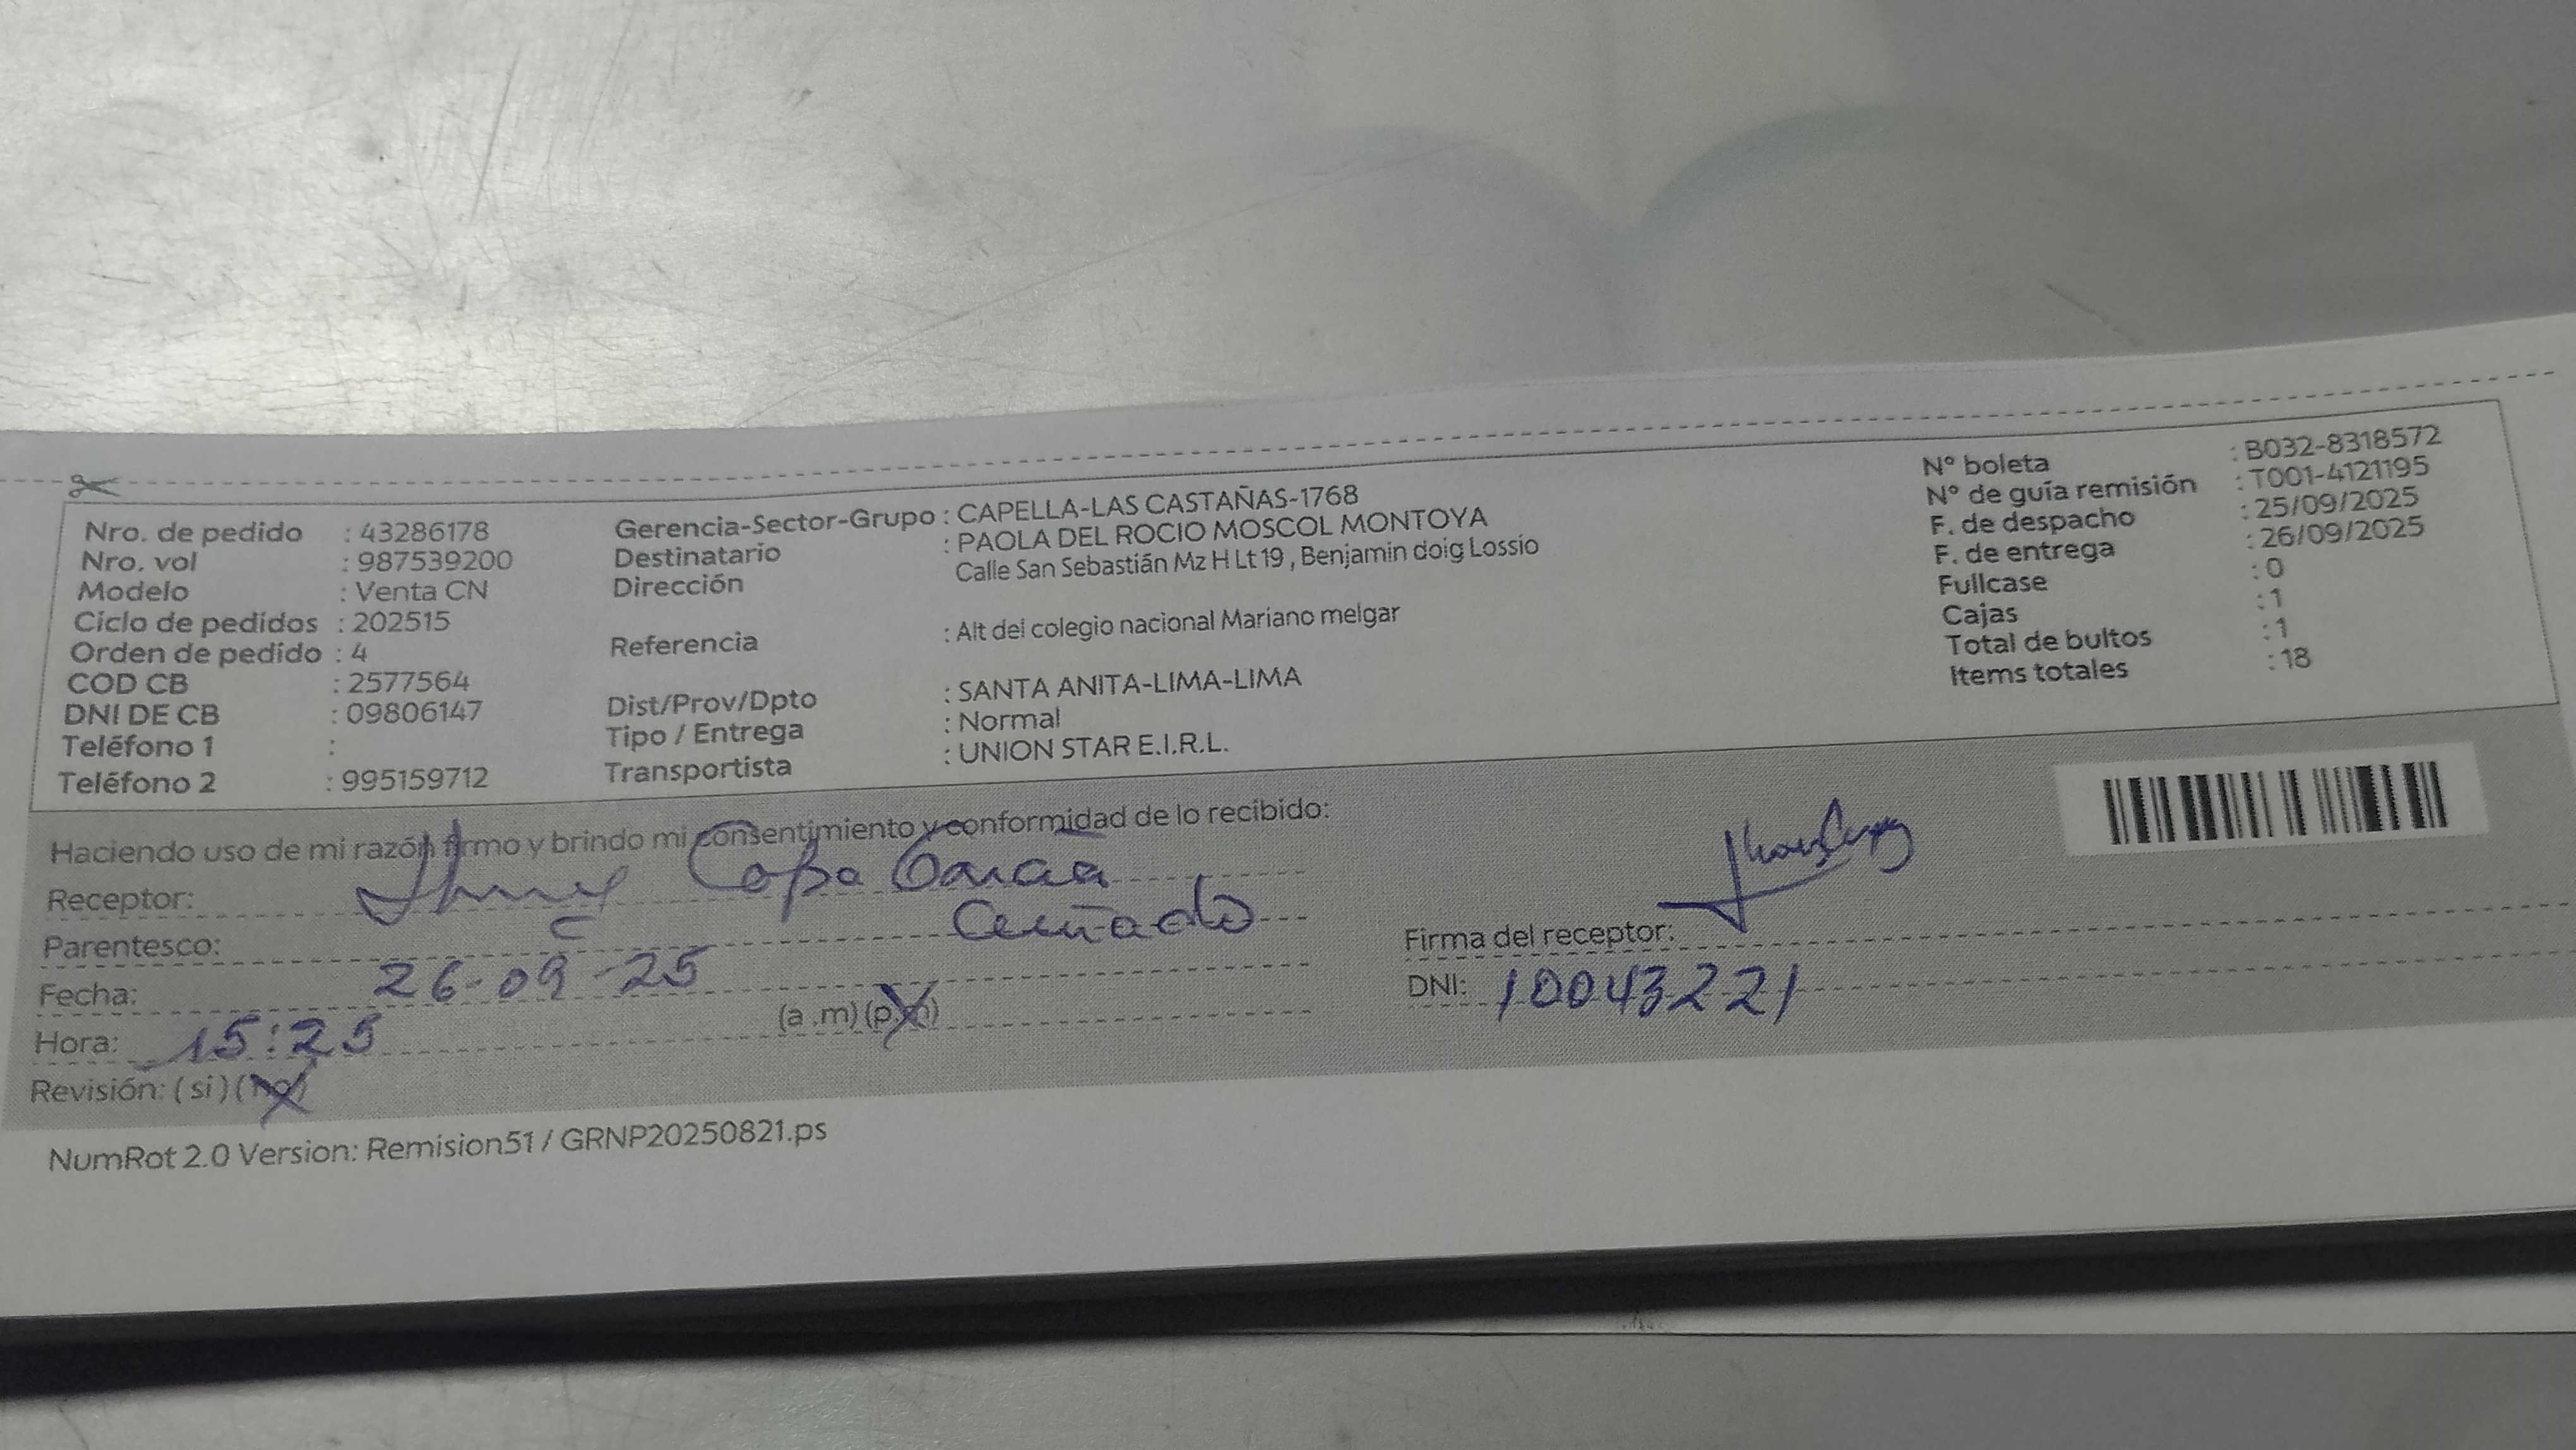 Nro. de pedido : 43286178
Nro. vol : 987539200
Modelo : Venta CN
Ciclo de pedidos : 202515
Orden de pedido : 4
COD CB : 2577564
DNI DE CB : 09806147
Teléfono 1 :
Teléfono 2 : 995159712
Gerencia-Sector-Grupo : CAPELLA-LAS CASTAÑAS-1768
Destinatario : PAOLA DEL ROCIO MOSCOL MONTOYA
Dirección Calle San Sebastián Mz H Lt 19 , Benjamin doig Lossio
Referencia : Alt del colegio nacional Mariano melgar
Dist/Prov/Dpto : SANTA ANITA-LIMA-LIMA
Tipo / Entrega : Normal
Transportista : UNION STAR E.I.R.L.
N° boleta : B032-8318572
N° de guía remisión : T001-4121195
F. de despacho : 25/09/2025
F. de entrega : 26/09/2025
Fullcase : 0
Cajas : 1
Total de bultos : 1
Items totales : 18
Haciendo uso de mi razón firmo y brindo mi consentimiento y conformidad de lo recibido:
Receptor: García
Parentesco: Cuñado
Fecha: 26-09-25
Hora: 15:25 (a .m) (p.m)
Revisión: ( si ) ( no )
Firma del receptor:
DNI: 10043221
NumRot 2.0 Version: Remision51 / GRNP20250821.ps